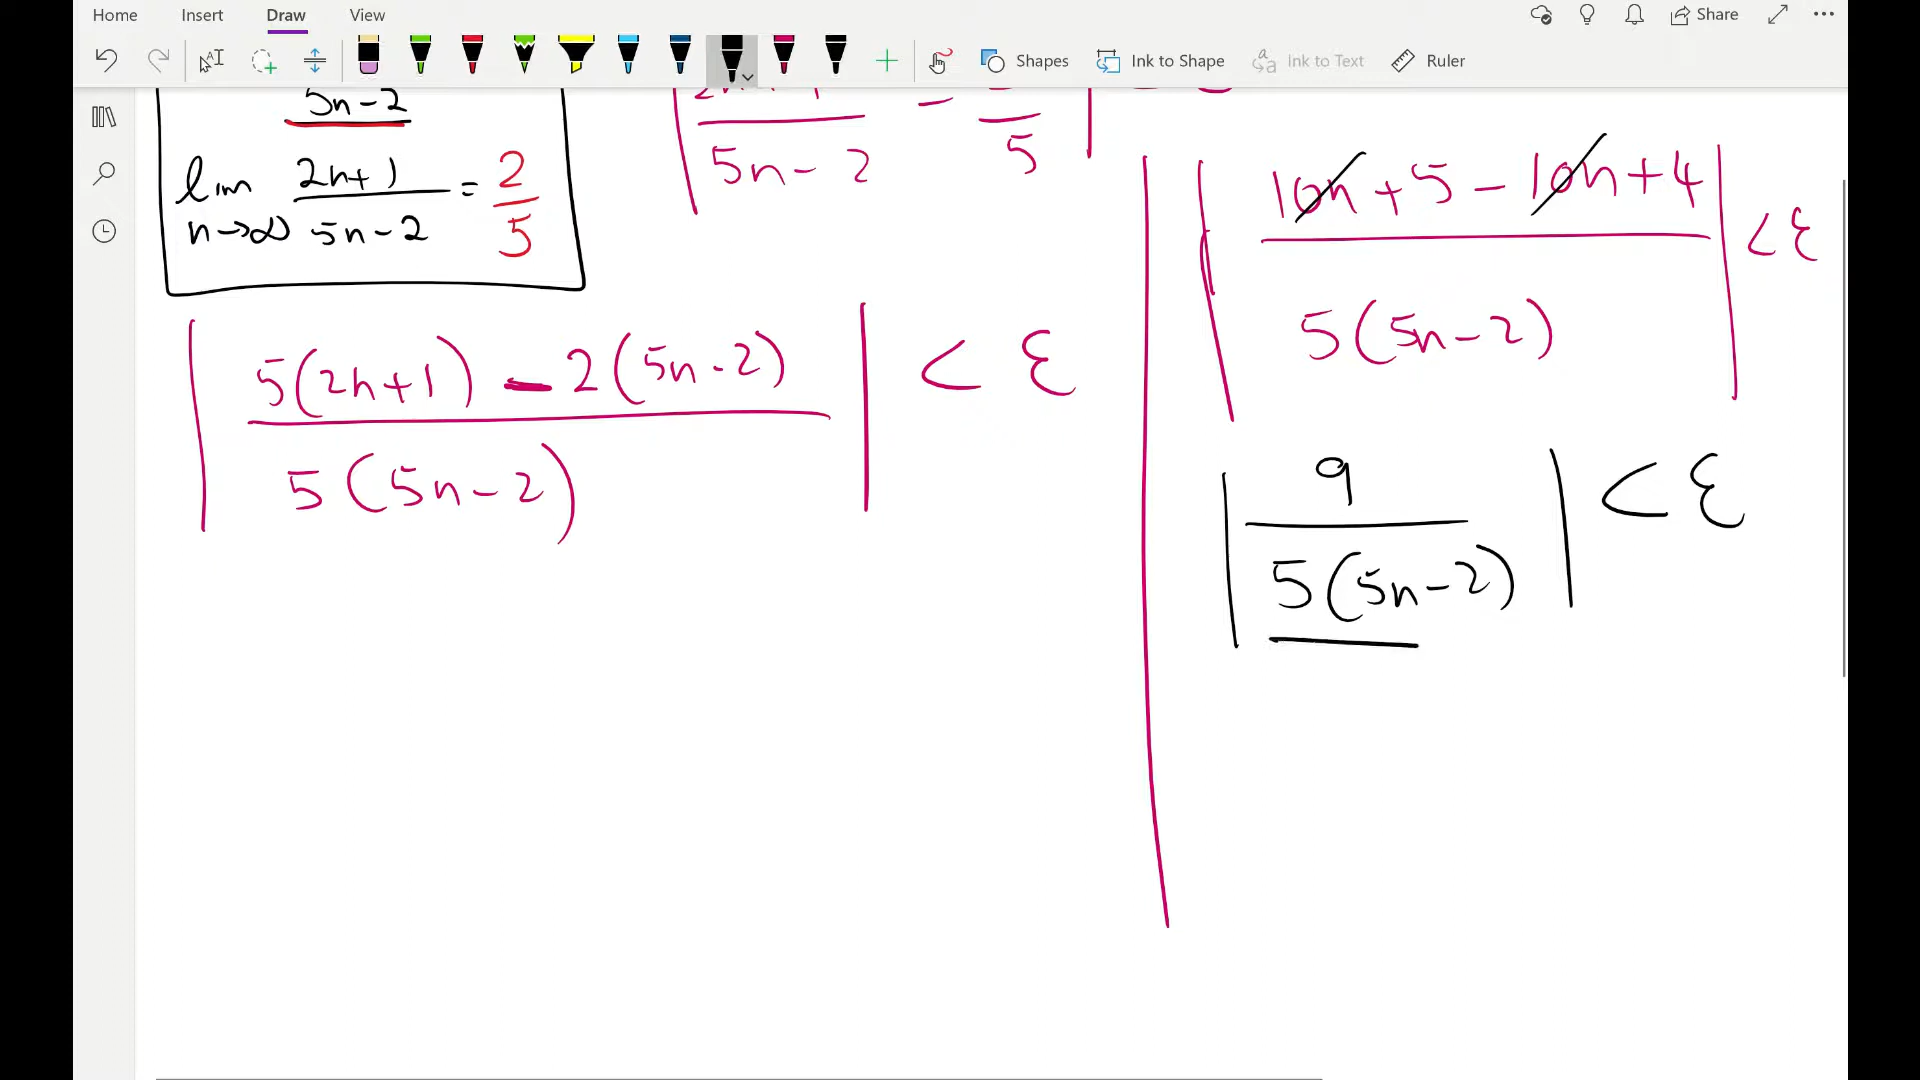 Home Insert Draw View Share
Shapes Ink to Shape Ink to Text Ruler
5n-2
lim n→∞ 2n+1 / 5n-2 = 2/5
5n-2 - 5
| 5(2n+1) - 2(5n-2) / 5(5n-2) | < ε
| 10n+5-10n+4 / 5(5n-2) | < ε
| 9 / 5(5n-2) | < ε